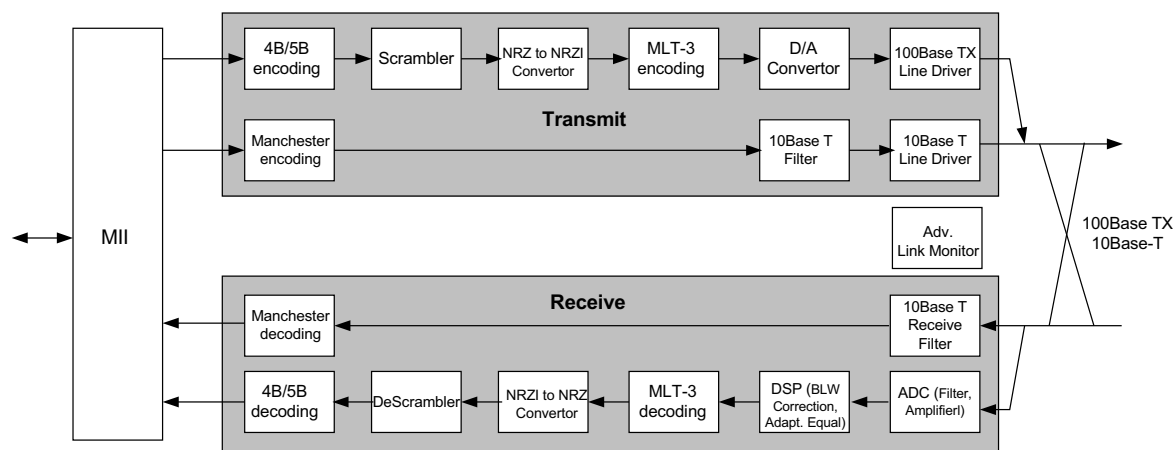 MII
4B/5B
encoding
Scrambler
NRZ to NRZI
Convertor
MLT-3
encoding
D/A
Convertor
100Base TX
Line Driver
Transmit
Manchester
encoding
10Base T
Filter
10Base T
Line Driver
Adv.
Link Monitor
100Base TX
10Base-T
Receive
Manchester
decoding
10Base T
Receive
Filter
4B/5B
decoding
DeScrambler
NRZI to NRZ
Convertor
MLT-3
decoding
DSP (BLW
Correction,
Adapt. Equal)
ADC (Filter,
Amplifierl)